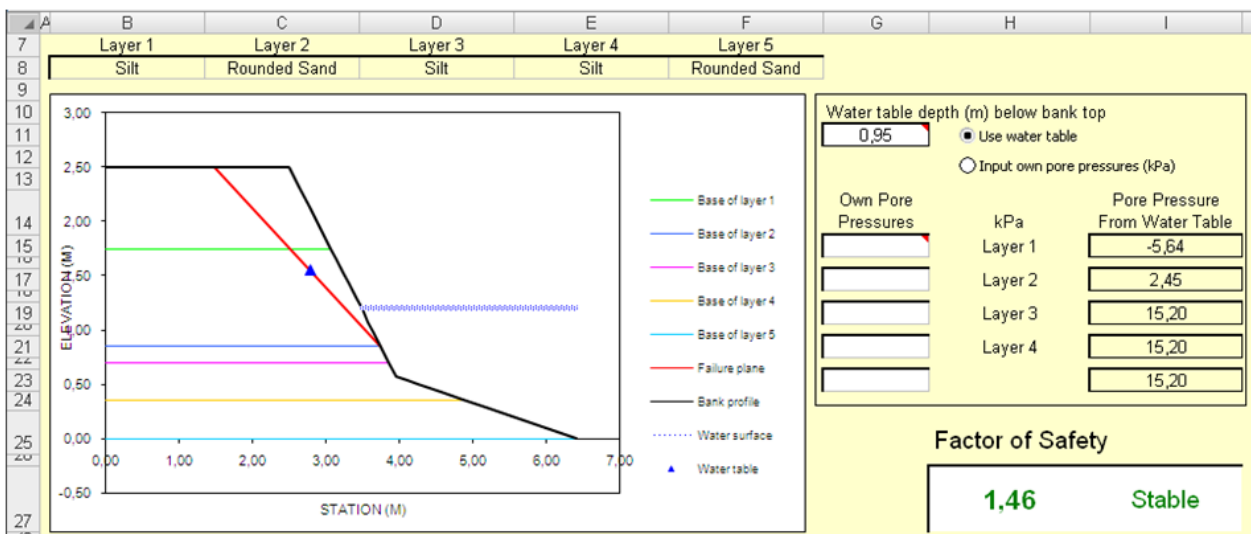 A B C D E F G H I
7 Layer 1 Layer 2 Layer 3 Layer 4 Layer 5
8 Silt Rounded Sand Silt Silt Rounded Sand
9
10
11
12
13
14
15
16
17
18
19
20
21
22
23
24
25
26
27
3,00
2,50
2,00
1,50
1,00
0,50
0,00
-0,50
ELEVATION (M)
0,00 1,00 2,00 3,00 4,00 5,00 6,00 7,00
STATION (M)
Base of layer 1
Base of layer 2
Base of layer 3
Base of layer 4
Base of layer 5
Failure plane
Bank profile
Water surface
Water table
Water table depth (m) below bank top
0,95 Use water table
Input own pore pressures (kPa)
Own Pore Pore Pressure
Pressures kPa From Water Table
Layer 1 -5,64
Layer 2 2,45
Layer 3 15,20
Layer 4 15,20
15,20
Factor of Safety
1,46 Stable